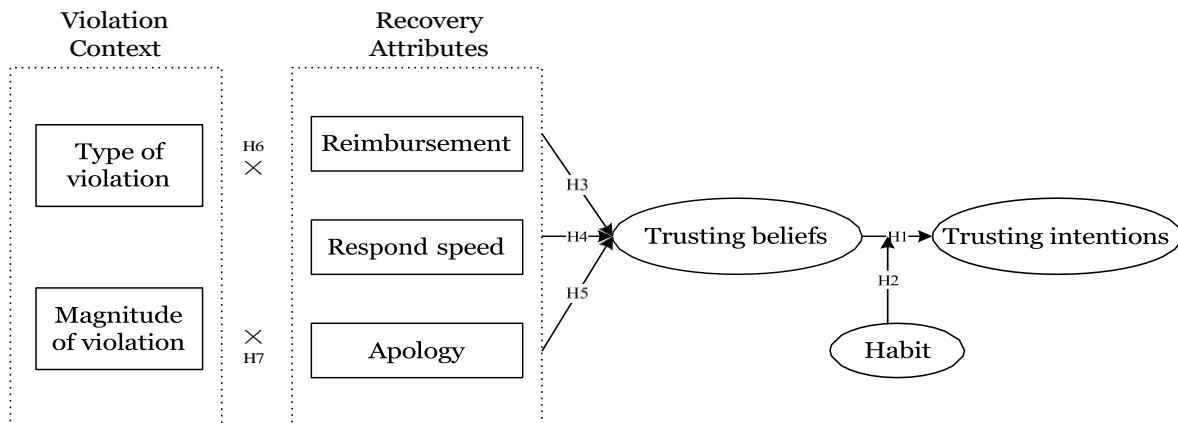 Violation
Context
Recovery
Attributes
Type of
violation
H6
×
Reimbursement
H3
Respond speed
H4
Trusting beliefs
H1
Trusting intentions
H2
H5
Magnitude
of violation
×
H7
Apology
Habit